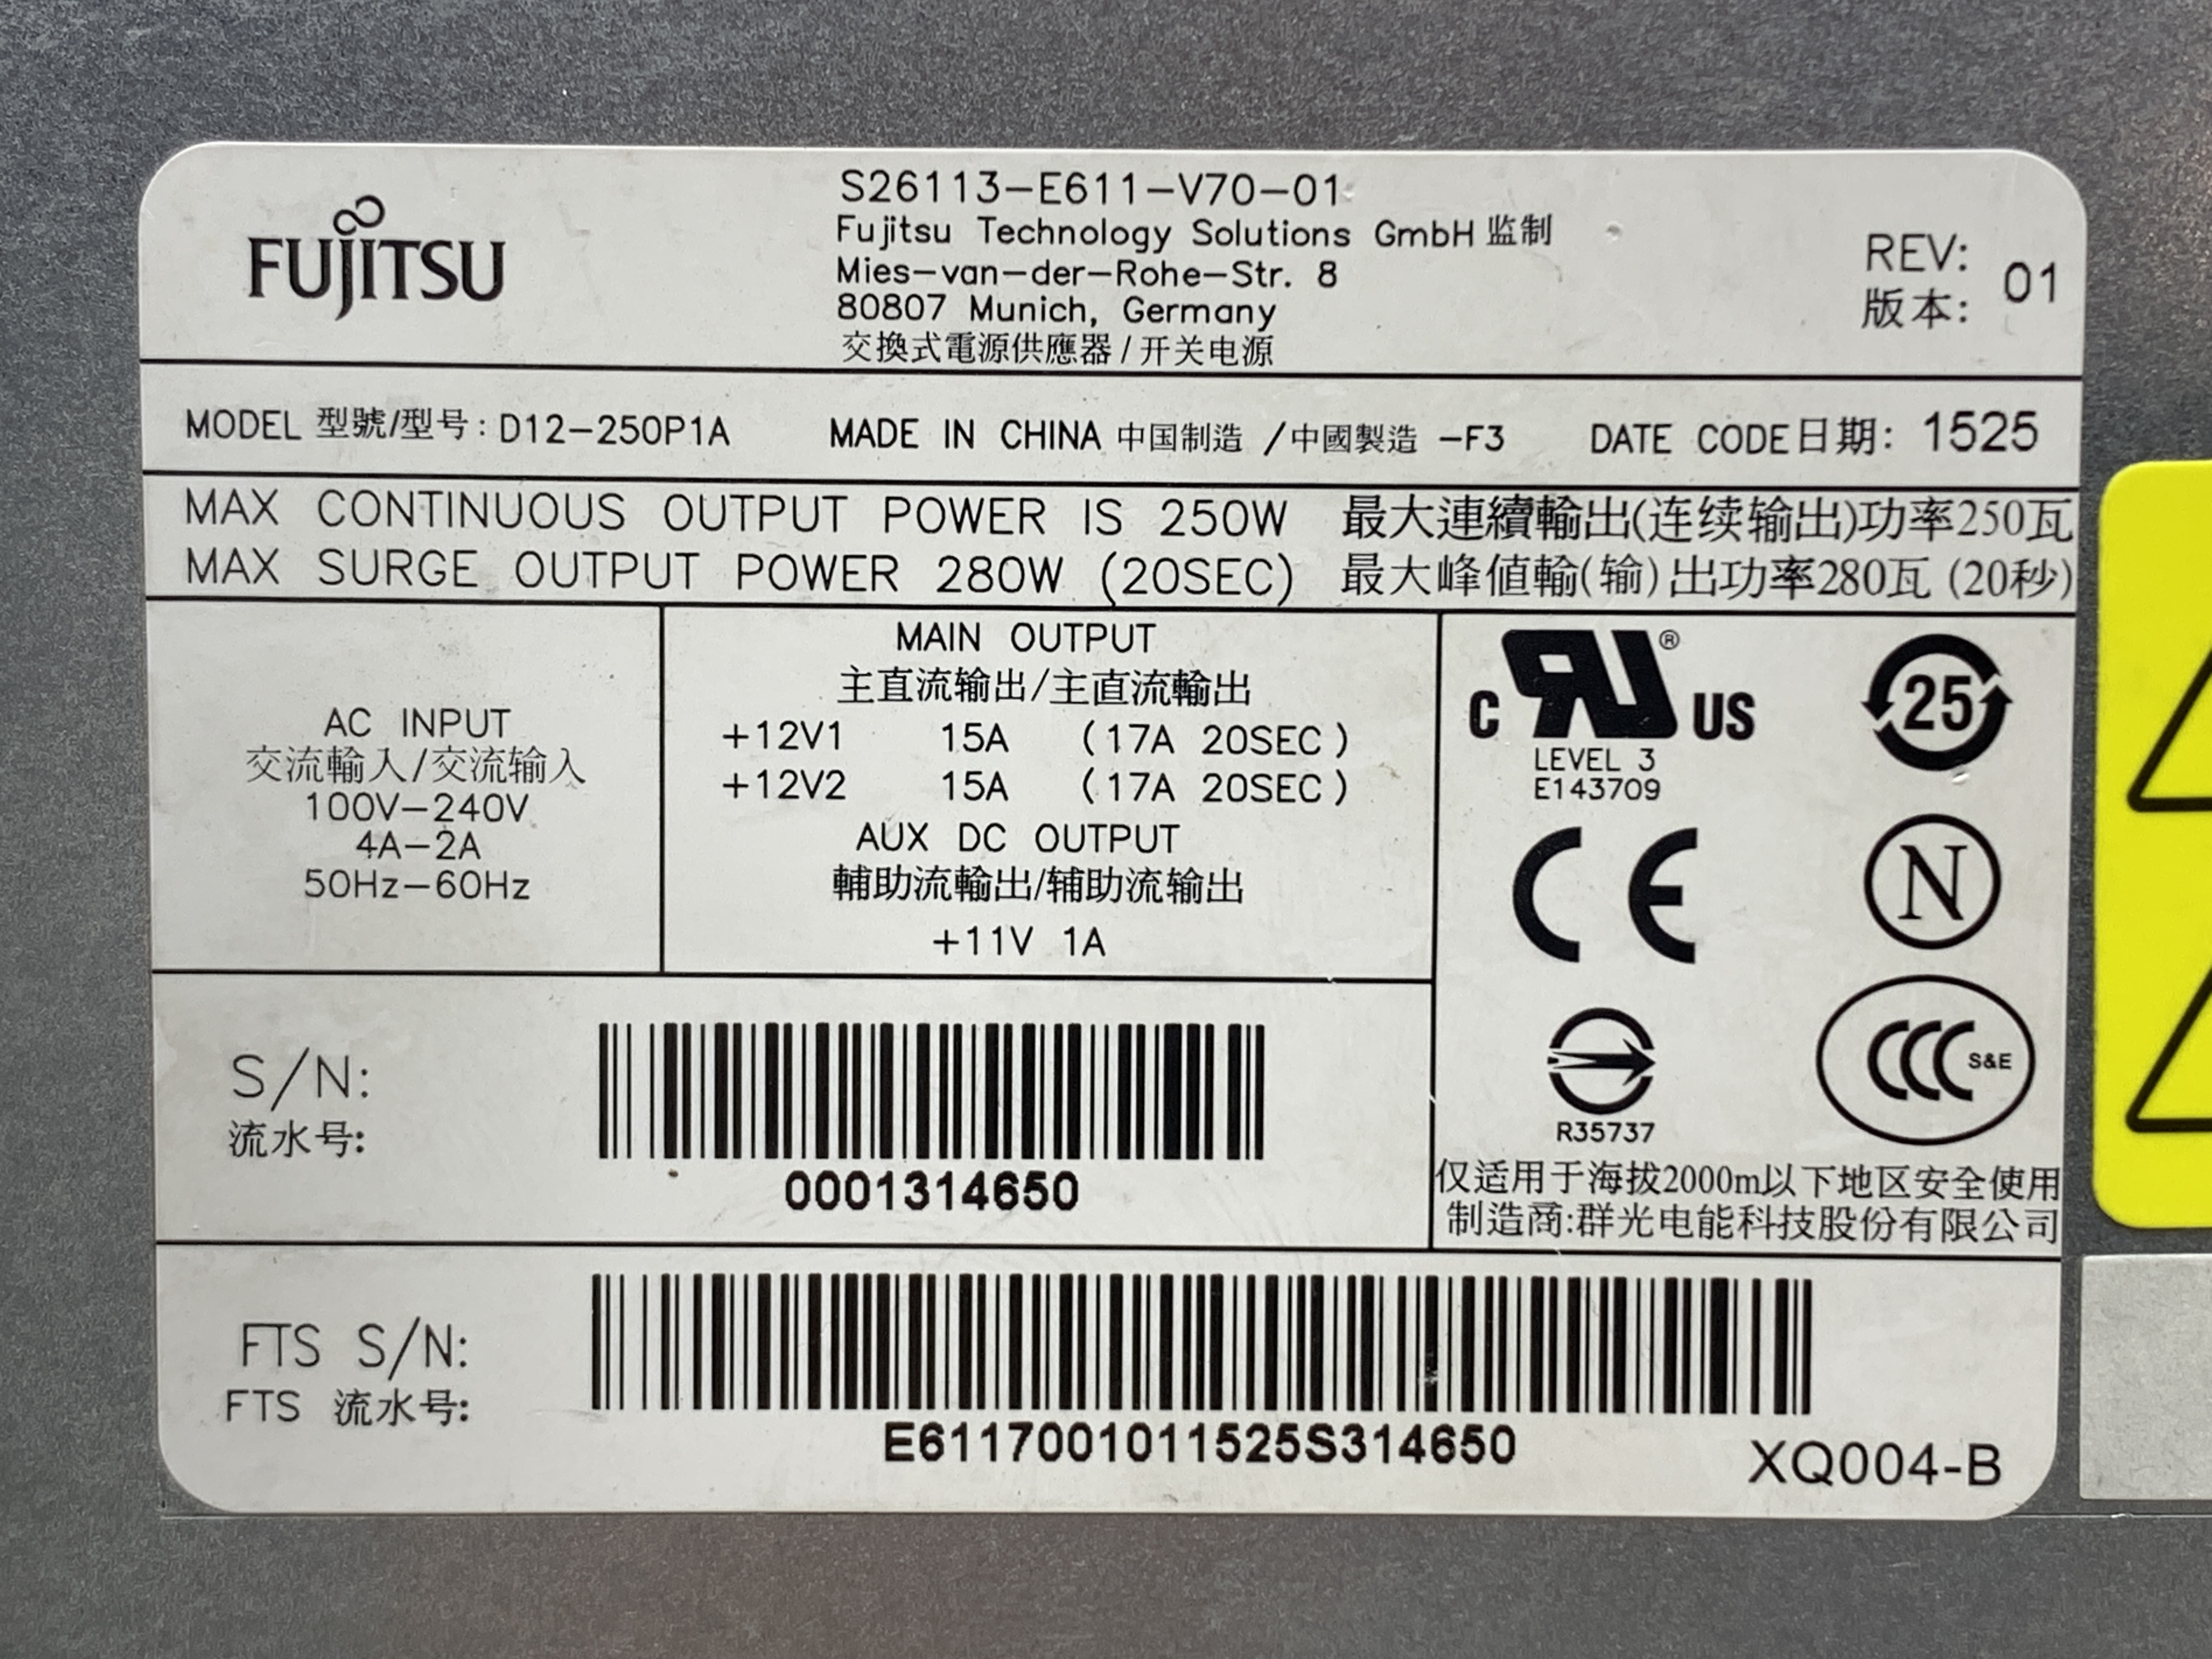 FUJITSU
S26113-E611-V70-01
Fujitsu Technology Solutions GmbH 监制
Mies-van-der-Rohe-Str. 8
80807 Munich, Germany
交換式電源供應器/开关电源
REV: 01
版本:
MODEL 型號/型号: D12-250P1A MADE IN CHINA 中国制造 /中國製造 -F3 DATE CODE日期: 1525
MAX CONTINUOUS OUTPUT POWER IS 250W 最大連續輸出(连续输出)功率250瓦
MAX SURGE OUTPUT POWER 280W (20SEC) 最大峰值輸(输)出功率280瓦 (20秒)
AC INPUT
交流輸入/交流输入
100V-240V
4A-2A
50Hz-60Hz
MAIN OUTPUT
主直流输出/主直流輸出
+12V1 15A (17A 20SEC)
+12V2 15A (17A 20SEC)
AUX DC OUTPUT
輔助流輸出/辅助流输出
+11V 1A
C RU® US
LEVEL 3
E143709
25
CE
N
R35737
CCC S&E
仅适用于海拔2000m以下地区安全使用
制造商:群光电能科技股份有限公司
S/N:
流水号:
0001314650
FTS S/N:
FTS 流水号:
E6117001011525S314650
XQ004-B